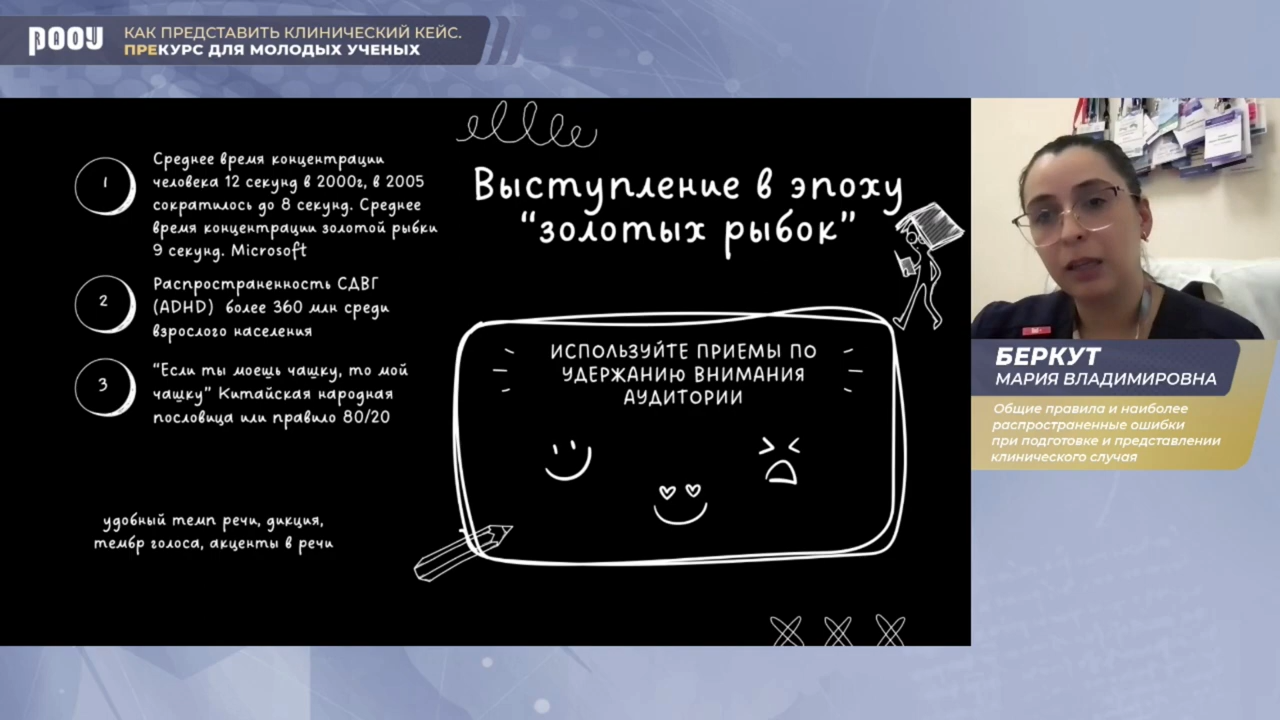 РООУ
КАК ПРЕДСТАВИТЬ КЛИНИЧЕСКИЙ КЕЙС.
ПРЕКУРС ДЛЯ МОЛОДЫХ УЧЕНЫХ
1
Среднее время концентрации
человека 12 секунд в 2000г, в 2005
сократилось до 8 секунд. Среднее
время концентрации золотой рыбки
9 секунд. Microsoft
2
Распространенность СДВГ
(ADHD) более 360 млн среди
взрослого населения
3
“Если ты моешь чашку, то мой
чашку” Китайская народная
пословица или правило 80/20
удобный темп речи, дикция,
тембр голоса, акценты в речи
Выступление в эпоху
“золотых рыбок”
ИСПОЛЬЗУЙТЕ ПРИЕМЫ ПО
УДЕРЖАНИЮ ВНИМАНИЯ
АУДИТОРИИ
БЕРКУТ
МАРИЯ ВЛАДИМИРОВНА
Общие правила и наиболее
распространенные ошибки
при подготовке и представлении
клинического случая